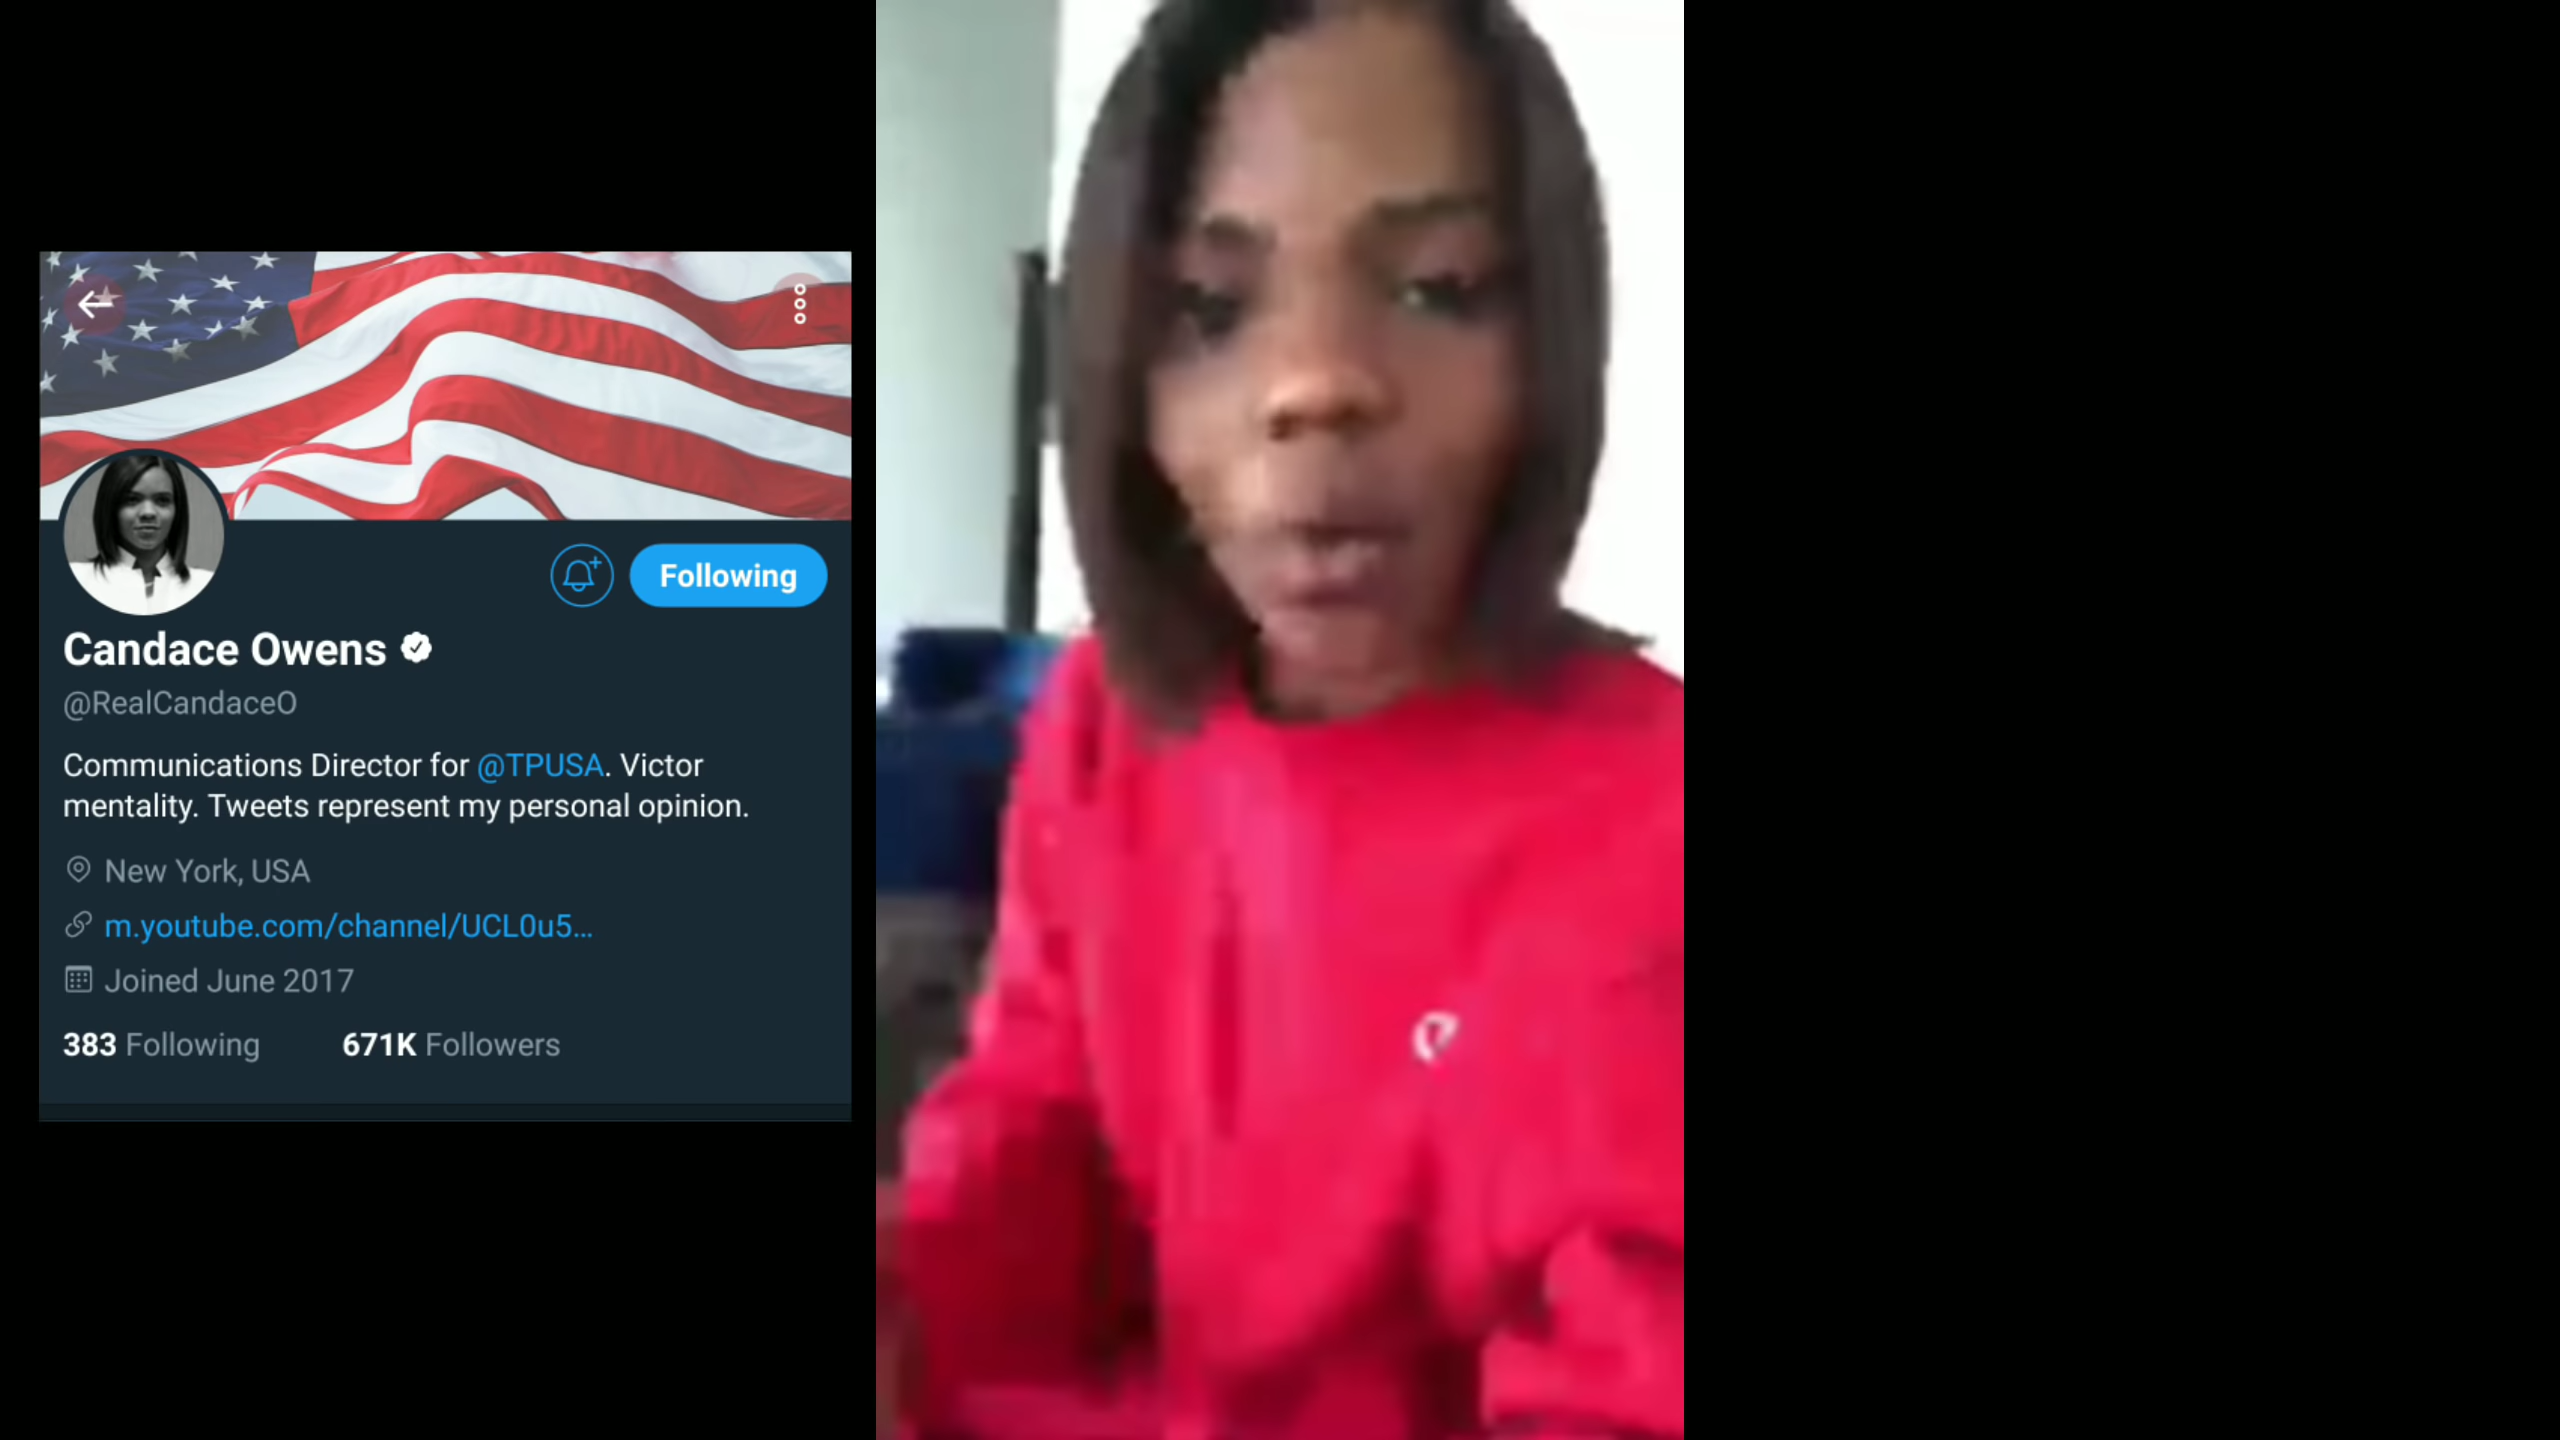 Following
Candace Owens
@RealCandaceO
Communications Director for @TPUSA. Victor
mentality. Tweets represent my personal opinion.
New York, USA
m.youtube.com/channel/UCL0u5...
Joined June 2017
383 Following 671K Followers